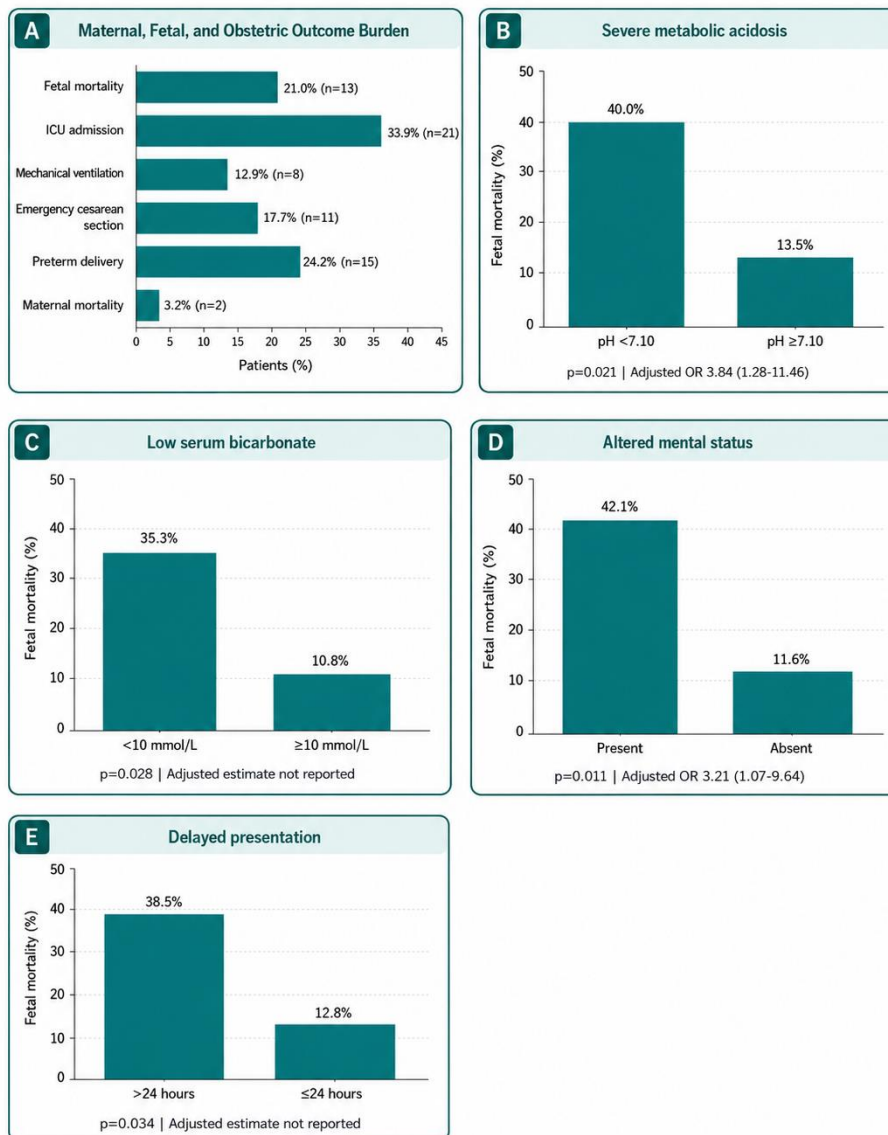 A Maternal, Fetal, and Obstetric Outcome Burden
Fetal mortality 21.0% (n=13)
ICU admission 33.9% (n=21)
Mechanical ventilation 12.9% (n=8)
Emergency cesarean
section 17.7% (n=11)
Preterm delivery 24.2% (n=15)
Maternal mortality 3.2% (n=2)
0 5 10 15 20 25 30 35 40 45
Patients (%)
B Severe metabolic acidosis
Fetal mortality (%)
50
40
30
20
10
0
40.0%
13.5%
pH <7.10 pH ≥7.10
p=0.021 | Adjusted OR 3.84 (1.28-11.46)
C Low serum bicarbonate
Fetal mortality (%)
50
40
30
20
10
0
35.3%
10.8%
<10 mmol/L ≥10 mmol/L
p=0.028 | Adjusted estimate not reported
D Altered mental status
Fetal mortality (%)
50
40
30
20
10
0
42.1%
11.6%
Present Absent
p=0.011 | Adjusted OR 3.21 (1.07-9.64)
E Delayed presentation
Fetal mortality (%)
50
40
30
20
10
0
38.5%
12.8%
>24 hours ≤24 hours
p=0.034 | Adjusted estimate not reported